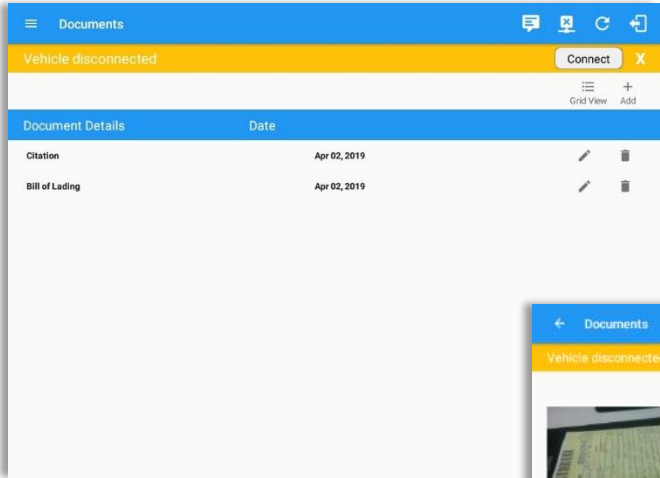 Documents
Vehicle disconnected
Connect X
Grid View Add
Document Details Date
Citation Apr 02, 2019
Bill of Lading Apr 02, 2019
Documents
Vehicle